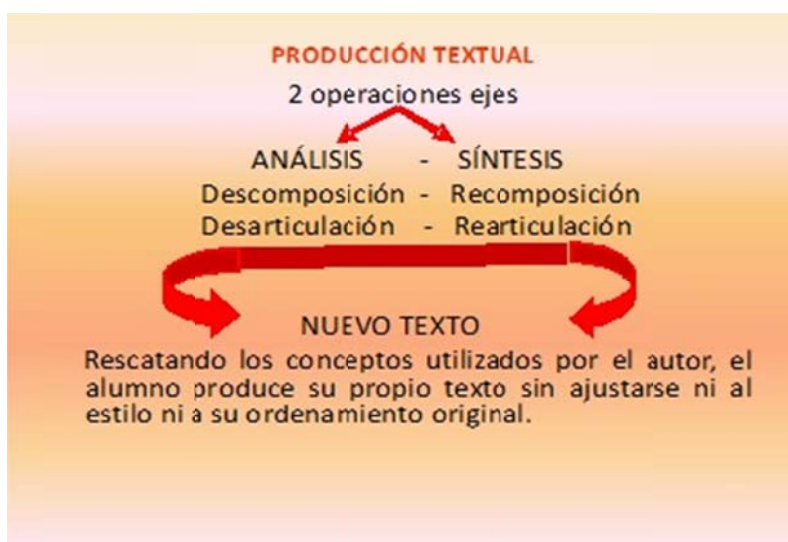 PRODUCCIÓN TEXTUAL
2 operaciones ejes
ANÁLISIS - SÍNTESIS
Descomposición - Recomposición
Desarticulación - Rearticulación
NUEVO TEXTO
Rescatando los conceptos utilizados por el autor, el
alumno produce su propio texto sin ajustarse ni al
estilo ni a su ordenamiento original.